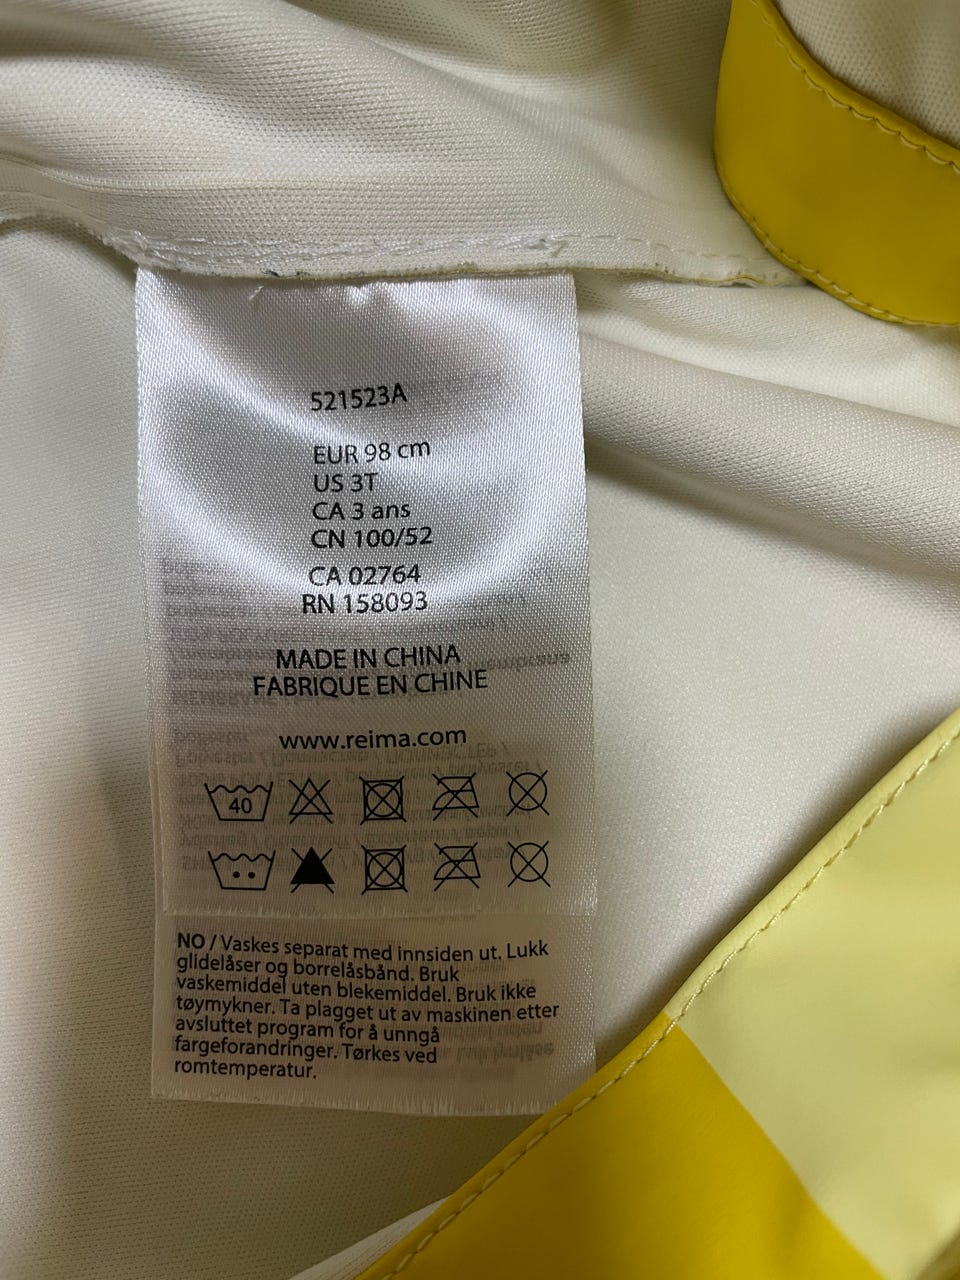 521523A
EUR 98 cm
US 3T
CA 3 ans
CN 100/52
CA 02764
RN 158093
MADE IN CHINA
FABRIQUE EN CHINE
www.reima.com
40
NO / Vaskes separat med innsiden ut. Lukk
glidelåser og borrelåsbånd. Bruk
vaskemiddel uten blekemiddel. Bruk ikke
tøymykner. Ta plagget ut av maskinen etter
avsluttet program for å unngå
fargeforandringer. Tørkes ved
romtemperatur.